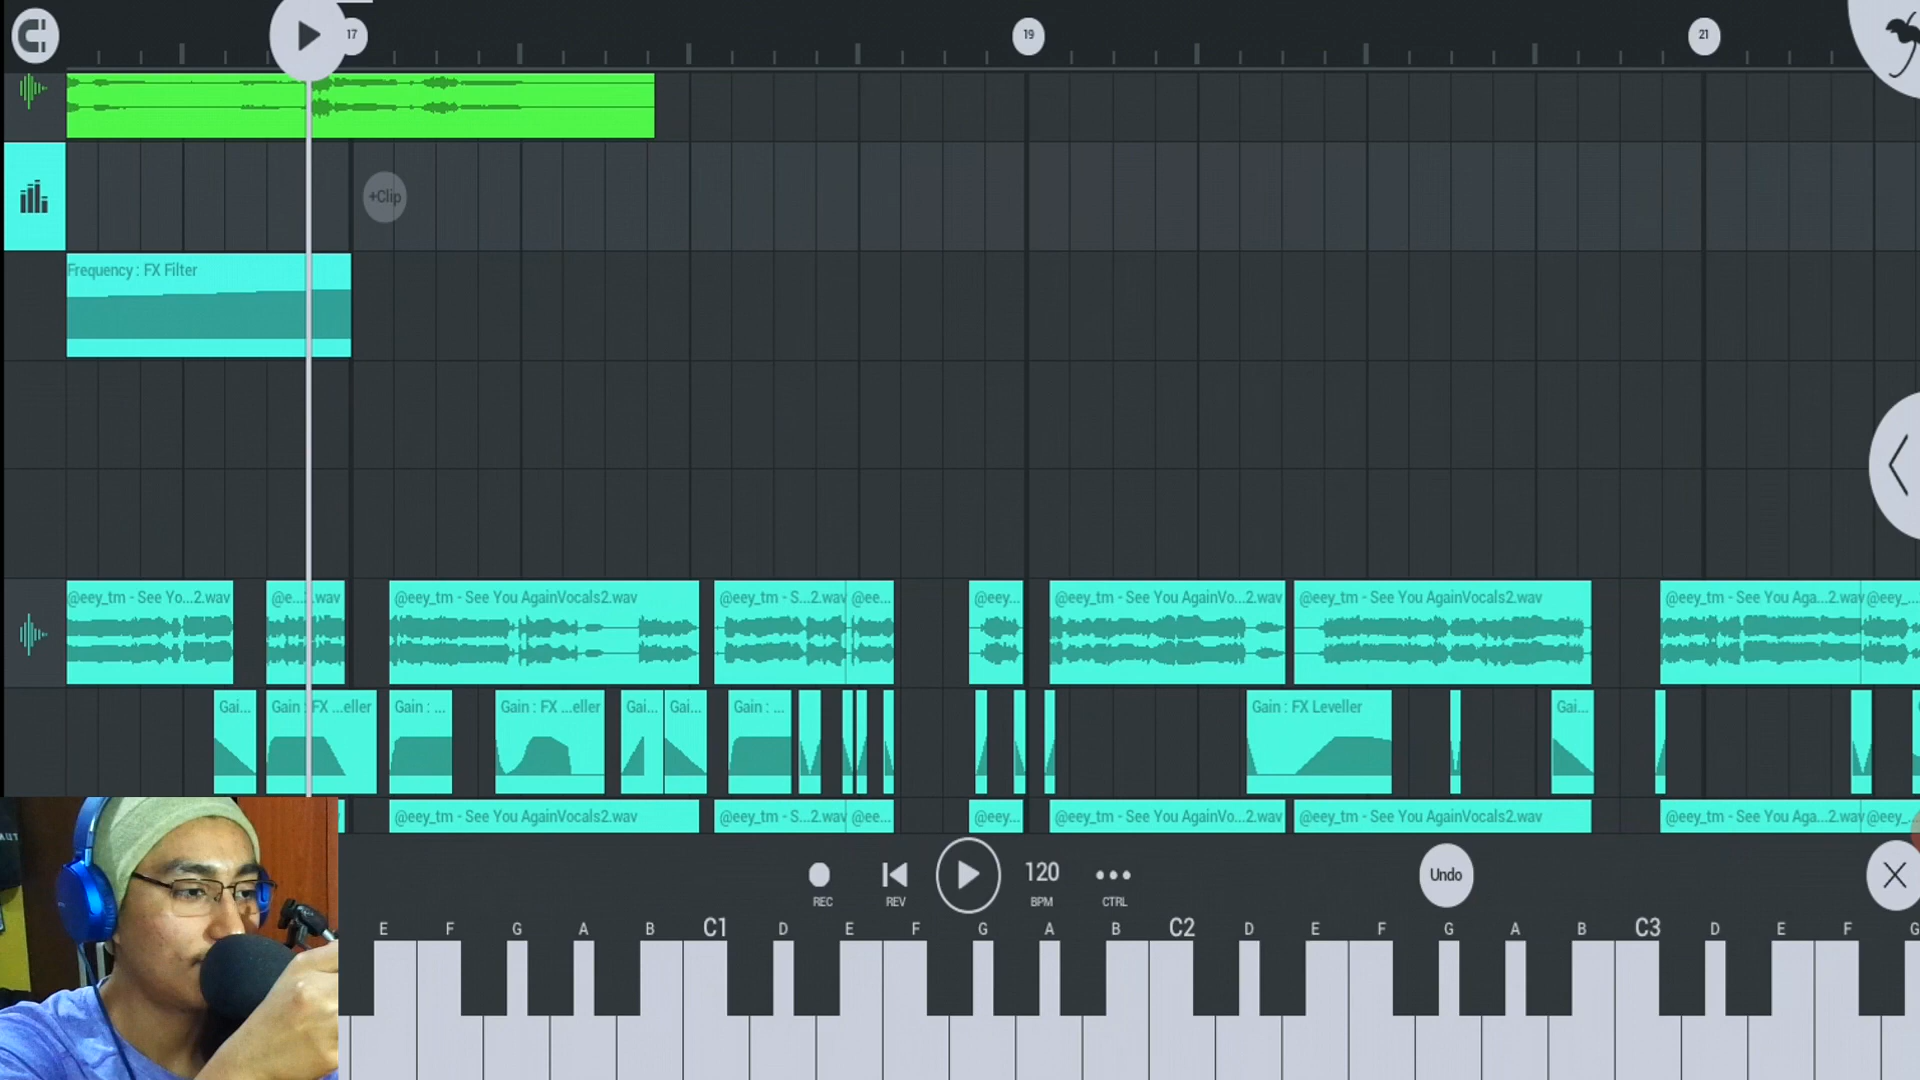 17
19
21
+Clip
Frequency : FX Filter
@eey_tm - See Yo...2.wav
@eey_tm - See You AgainVocals2.wav
@eey_tm - S...2.wav
@ee...
@eey...
@eey_tm - See You AgainVo...2.wav
@eey_tm - See You AgainVocals2.wav
@eey_tm - See You Aga...2.wav
@eey_...
Gai...
Gain : FX ...eller
Gain : ...
Gain : FX ...eller
Gai...
Gai...
Gain : ...
Gain : FX Leveller
Gai...
@eey_tm - See You AgainVocals2.wav
@eey_tm - S...2.wav
@ee...
@eey...
@eey_tm - See You AgainVo...2.wav
@eey_tm - See You AgainVocals2.wav
@eey_tm - See You Aga...2.wav
@eey_...
REC
REV
120
BPM
CTRL
Undo
E F G A B C1 D E F G A B C2 D E F G A B C3 D E F G